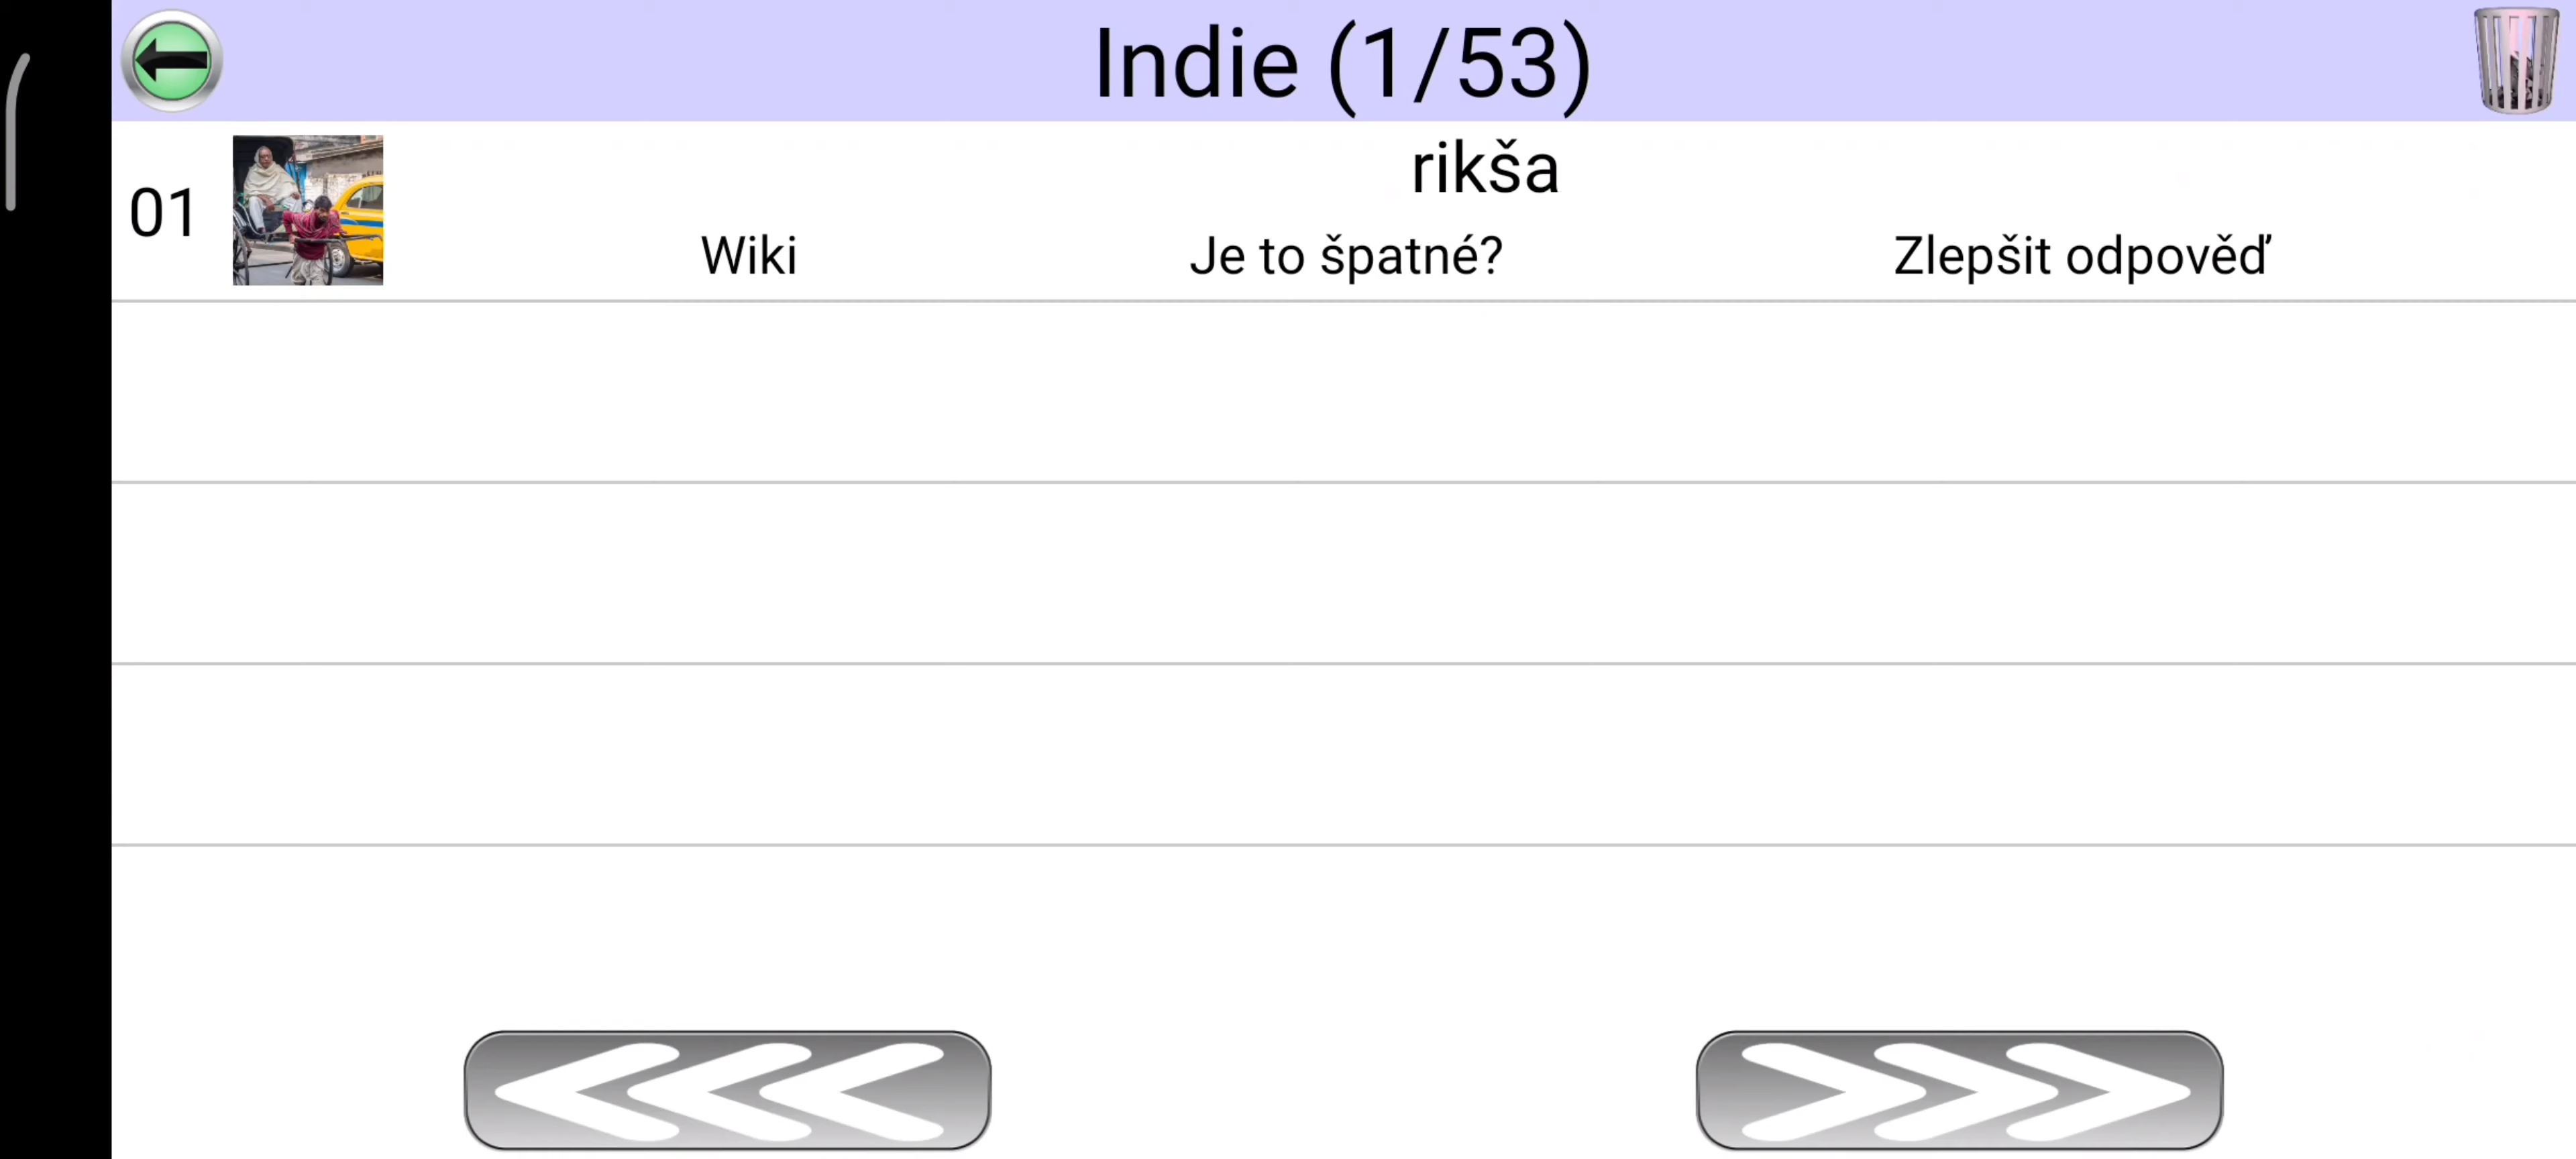 Indie (1/53)
01
rikša
Wiki
Je to špatné?
Zlepšit odpověď